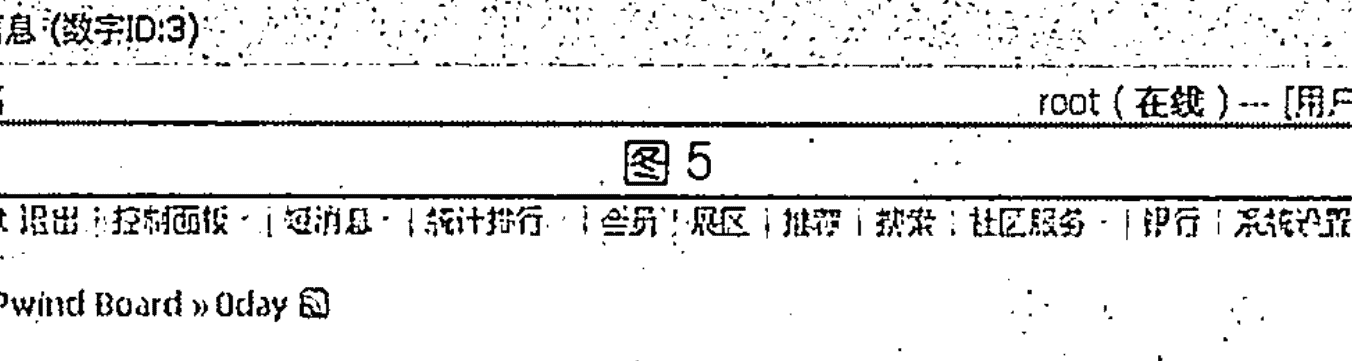 息 (数字ID:3)
root ( 在线 ) --- [用户
图 5
退出 | 控制面板 | 短消息 | 统计排行 | 会员 展区 | 推荐 | 搜索 | 社区服务 | 银行 | 系统设置
Pwind Board » 0day